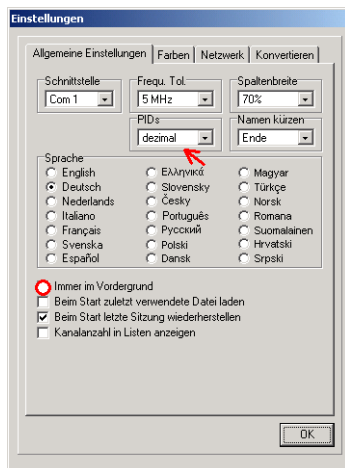 Einstellungen
Allgemeine Einstellungen Farben Netzwerk Konvertieren
Schnittstelle Frequ. Tol. Spaltenbreite
Com 1 5 MHz 70%
PIDs Namen kürzen
dezimal Ende
Sprache
English Ελληνικά Magyar
Deutsch Slovensky Türkçe
Nederlands Česky Norsk
Italiano Português Romana
Français Русский Suomalainen
Svenska Polski Hrvatski
Español Dansk Srpski
Immer im Vordergrund
Beim Start zuletzt verwendete Datei laden
Beim Start letzte Sitzung wiederherstellen
Kanalanzahl in Listen anzeigen
OK